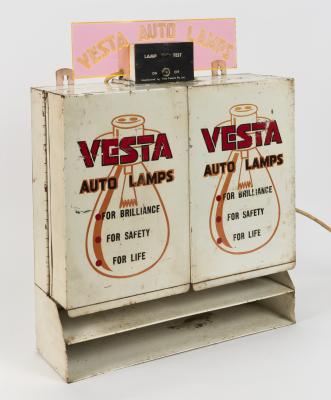 VESTA AUTO LAMPS
LAMP TEST
ON OFF
VESTA
AUTO LAMPS
FOR BRILLIANCE
FOR SAFETY
FOR LIFE
VESTA
AUTO LAMPS
FOR BRILLIANCE
FOR SAFETY
FOR LIFE